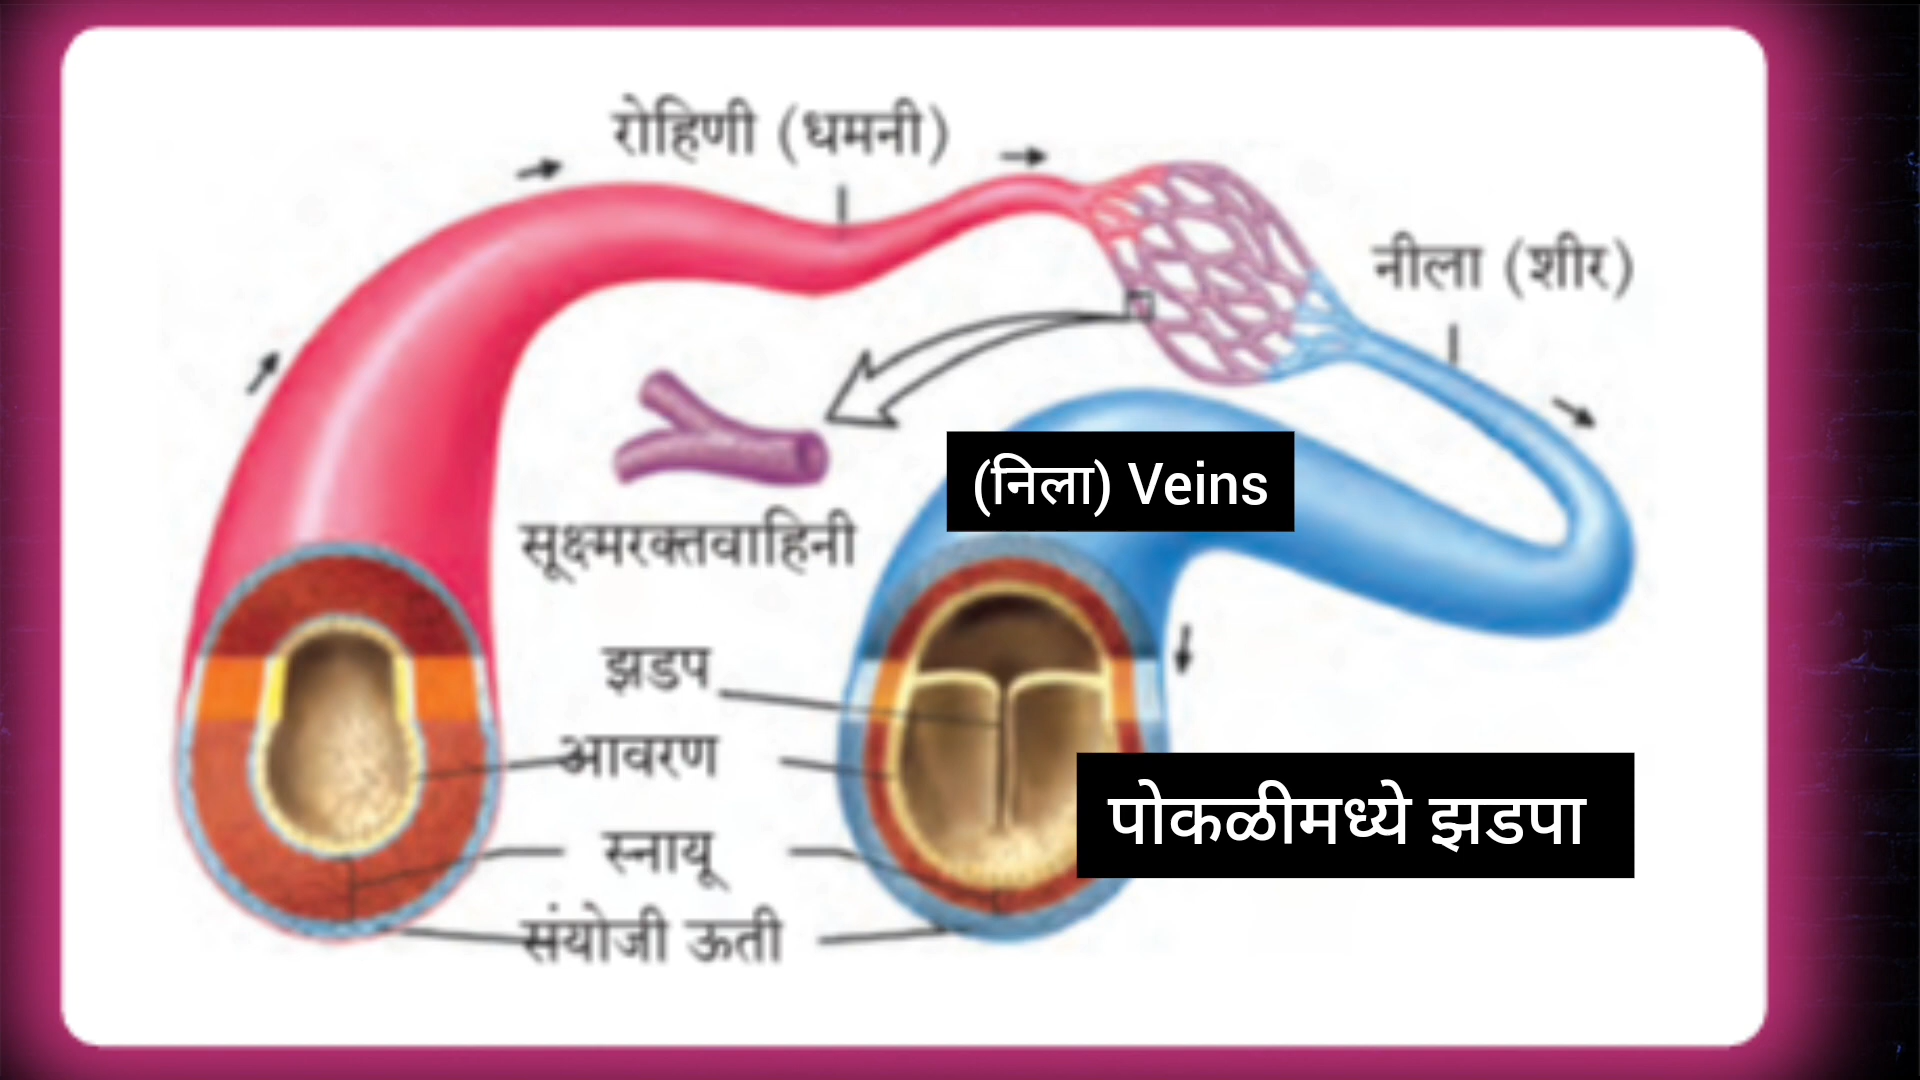 रोहिणी (धमनी)
नीला (शीर)
(निला) Veins
सूक्ष्मरक्तवाहिनी
झडप
आवरण
पोकळीमध्ये झडपा
स्नायू
संयोजी ऊती